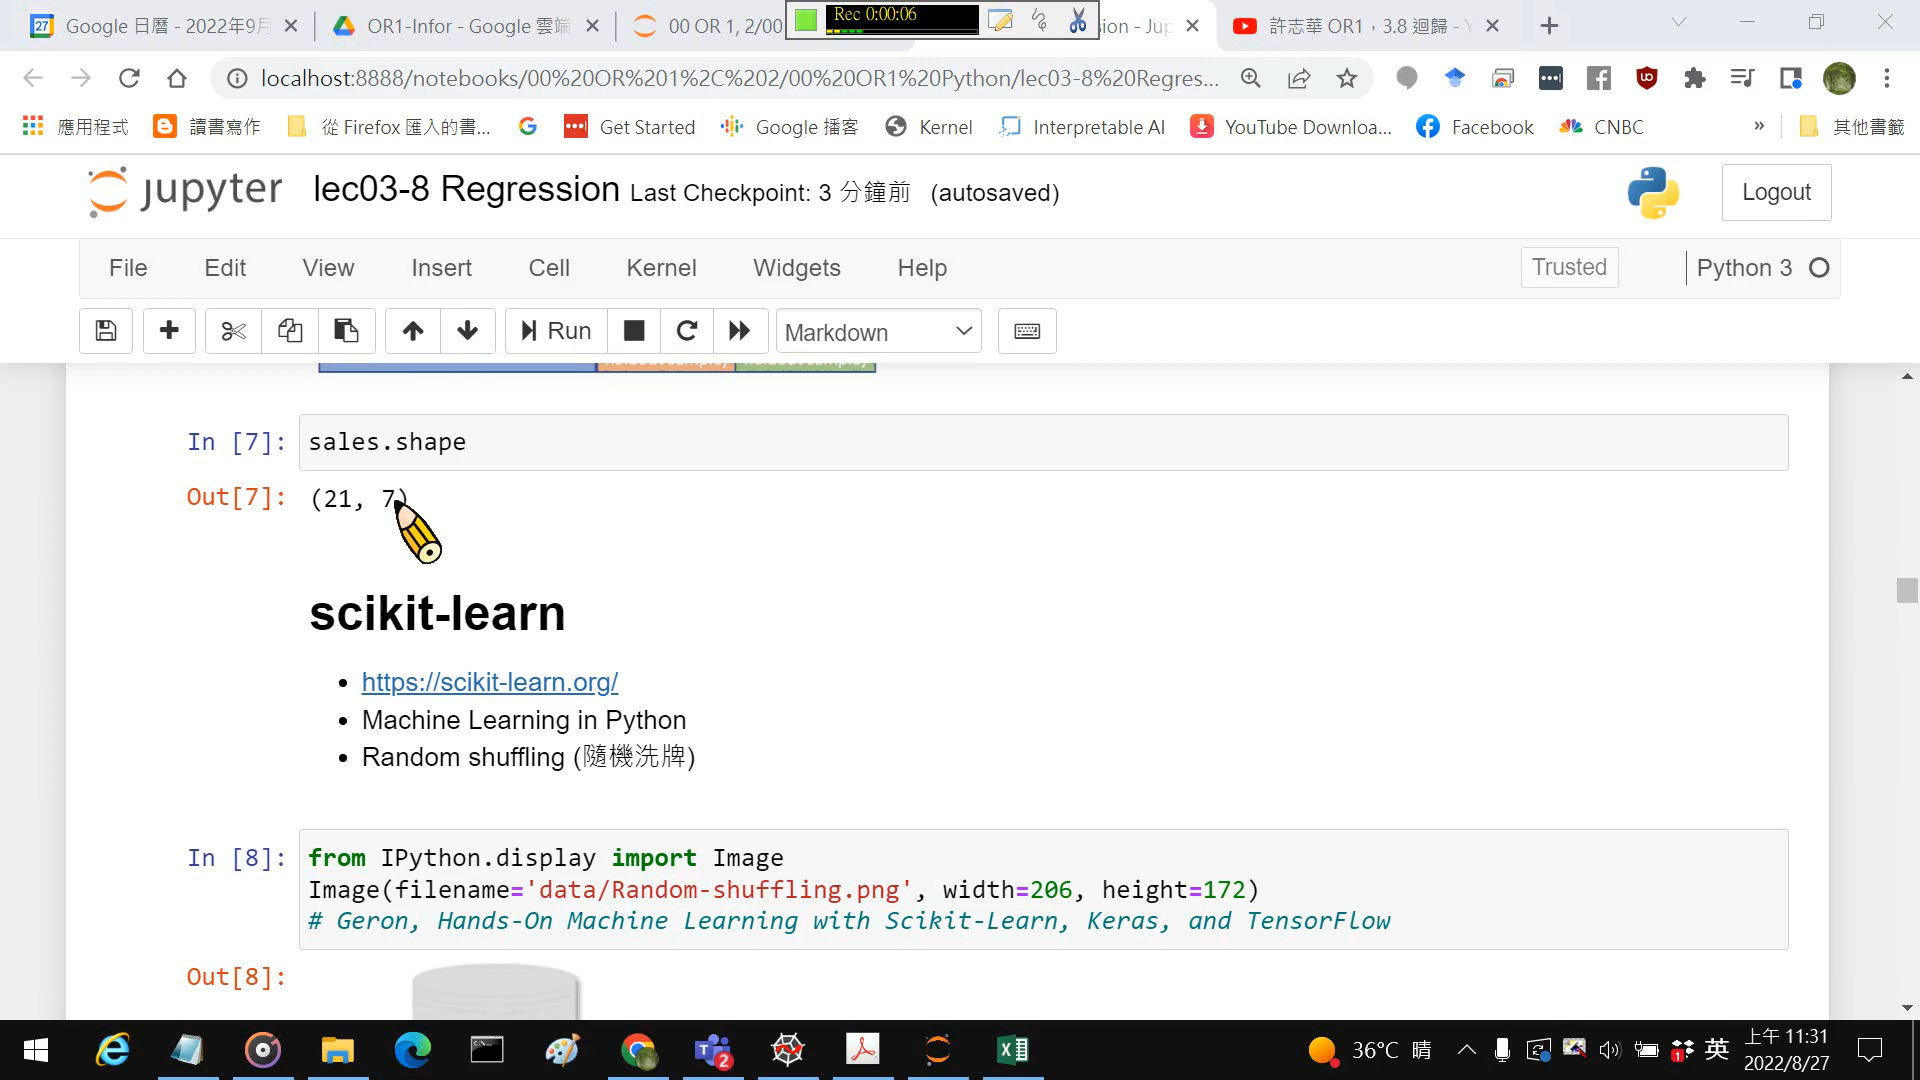 Google 日曆 - 2022年9月
OR1-Infor - Google 雲端
00 OR 1, 2/00
Rec 0:00:06
sion - Jup
許志華 OR1，3.8 迴歸 - Y
localhost:8888/notebooks/00%20OR%201%2C%202/00%20OR1%20Python/lec03-8%20Regres...
應用程式
讀書寫作
從 Firefox 匯入的書...
Get Started
Google 播客
Kernel
Interpretable AI
YouTube Downloa...
Facebook
CNBC
»
其他書籤
jupyter
lec03-8 Regression Last Checkpoint: 3 分鐘前 (autosaved)
Logout
File Edit View Insert Cell Kernel Widgets Help
Trusted
Python 3
Run
Markdown
In [7]: sales.shape
Out[7]: (21, 7)
scikit-learn
• https://scikit-learn.org/
• Machine Learning in Python
• Random shuffling (隨機洗牌)
In [8]: from IPython.display import Image
Image(filename='data/Random-shuffling.png', width=206, height=172)
# Geron, Hands-On Machine Learning with Scikit-Learn, Keras, and TensorFlow
Out[8]:
36°C 晴
英
上午 11:31
2022/8/27